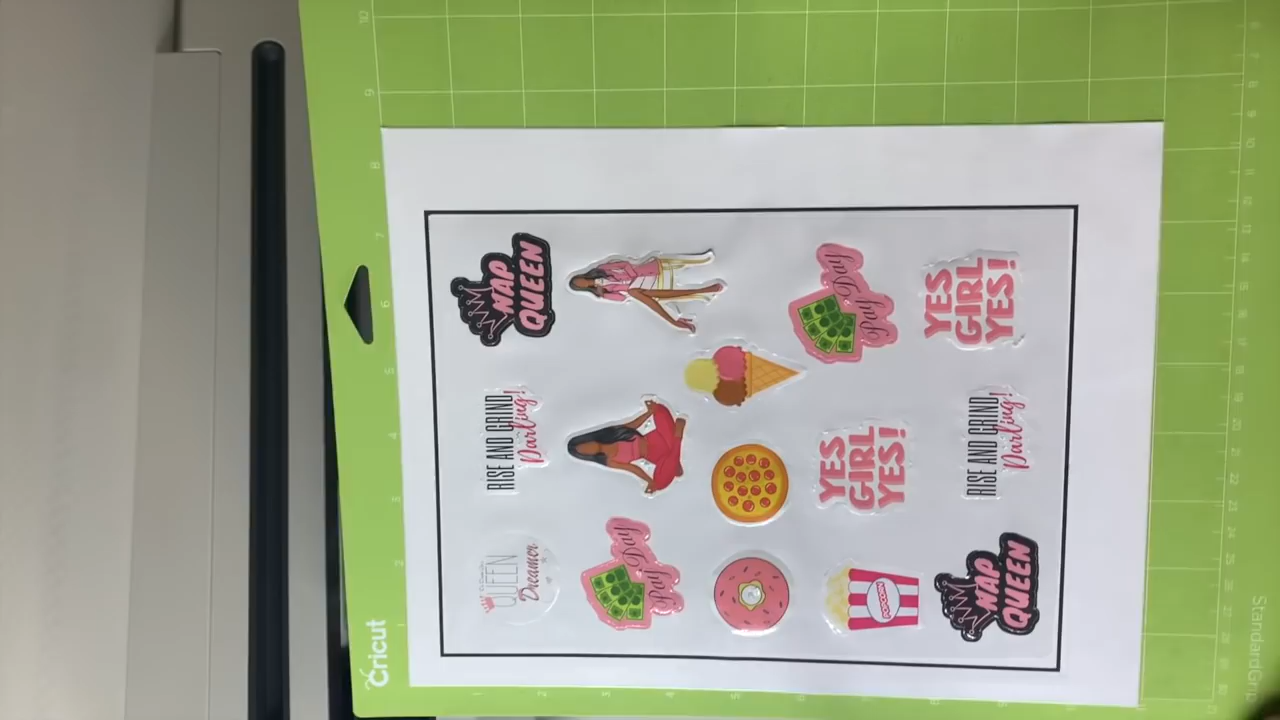 Cricut
StandardGrip
NAP
QUEEN
RISE AND GRIND
Darling!
QUEEN
Dreamer
Pay Day
Pay Day
YES
GIRL
YES!
YES
GIRL
YES!
POPCORN
RISE AND GRIND
Darling!
NAP
QUEEN